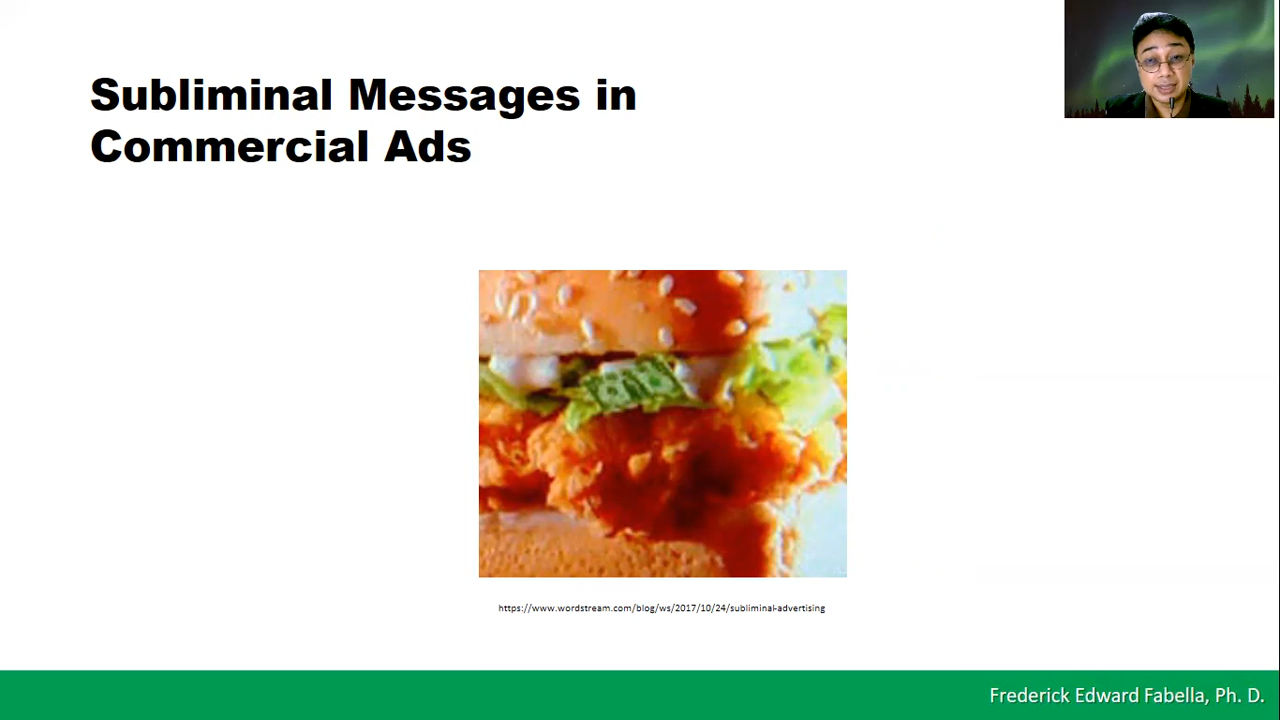 Subliminal Messages in
Commercial Ads
https://www.wordstream.com/blog/ws/2017/10/24/subliminal-advertising
Frederick Edward Fabella, Ph. D.